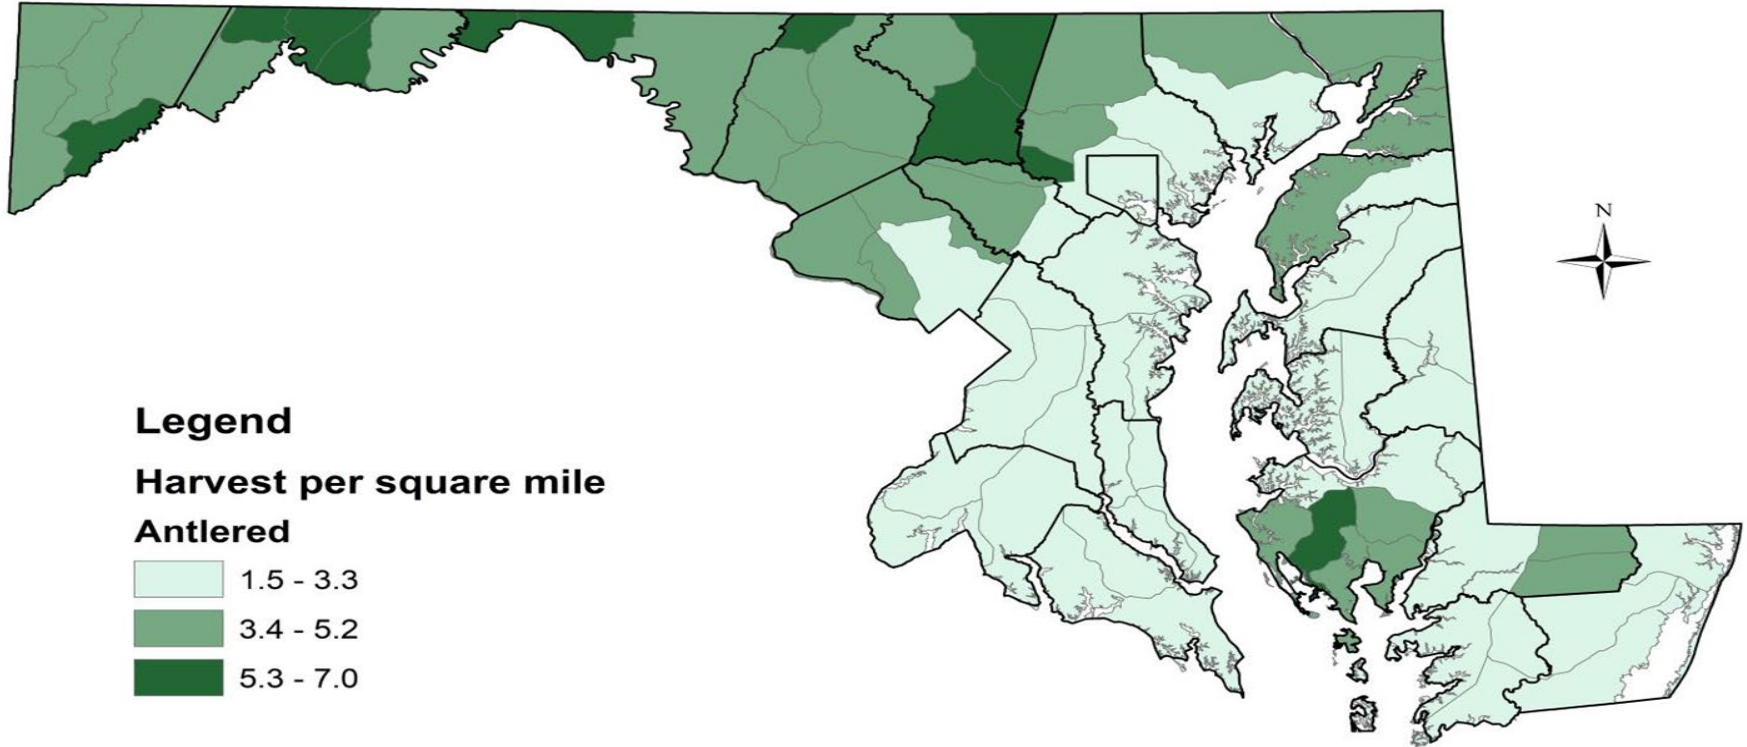 N
Legend
Harvest per square mile
Antlered
1.5 - 3.3
3.4 - 5.2
5.3 - 7.0